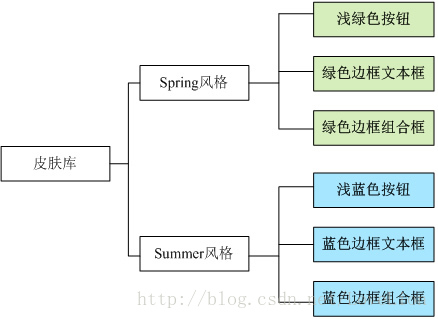 皮肤库
Spring风格
浅绿色按钮
绿色边框文本框
绿色边框组合框
Summer风格
浅蓝色按钮
蓝色边框文本框
蓝色边框组合框
http://blog.csdn.